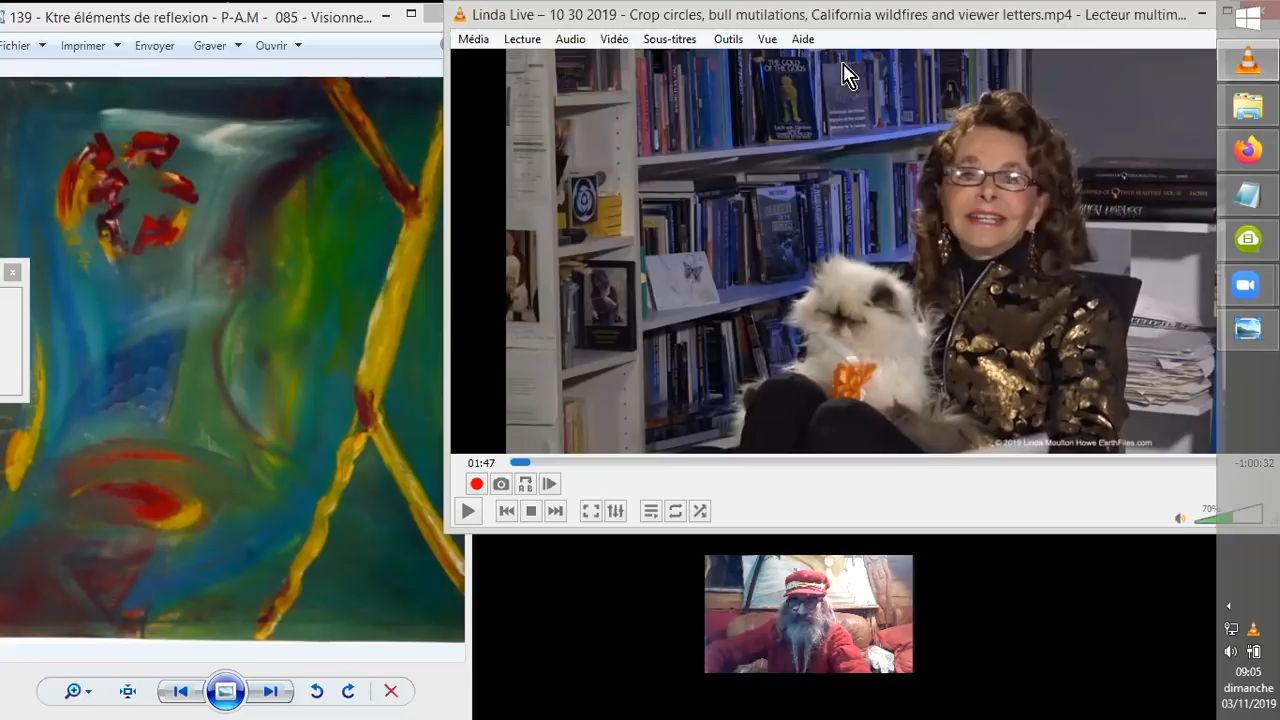 139 - Ktre éléments de reflexion - P-A.M - 085 - Visionne...
Fichier Imprimer Envoyer Graver Ouvrir
Linda Live – 10 30 2019 - Crop circles, bull mutilations, California wildfires and viewer letters.mp4 - Lecteur multim...
Média Lecture Audio Vidéo Sous-titres Outils Vue Aide
THE GOLD
OF THE GODS
HOWE
© 2019 Linda Moulton Howe EarthFiles.com
01:47
-1:00:32
A B
70%
09:05
dimanche
03/11/2019